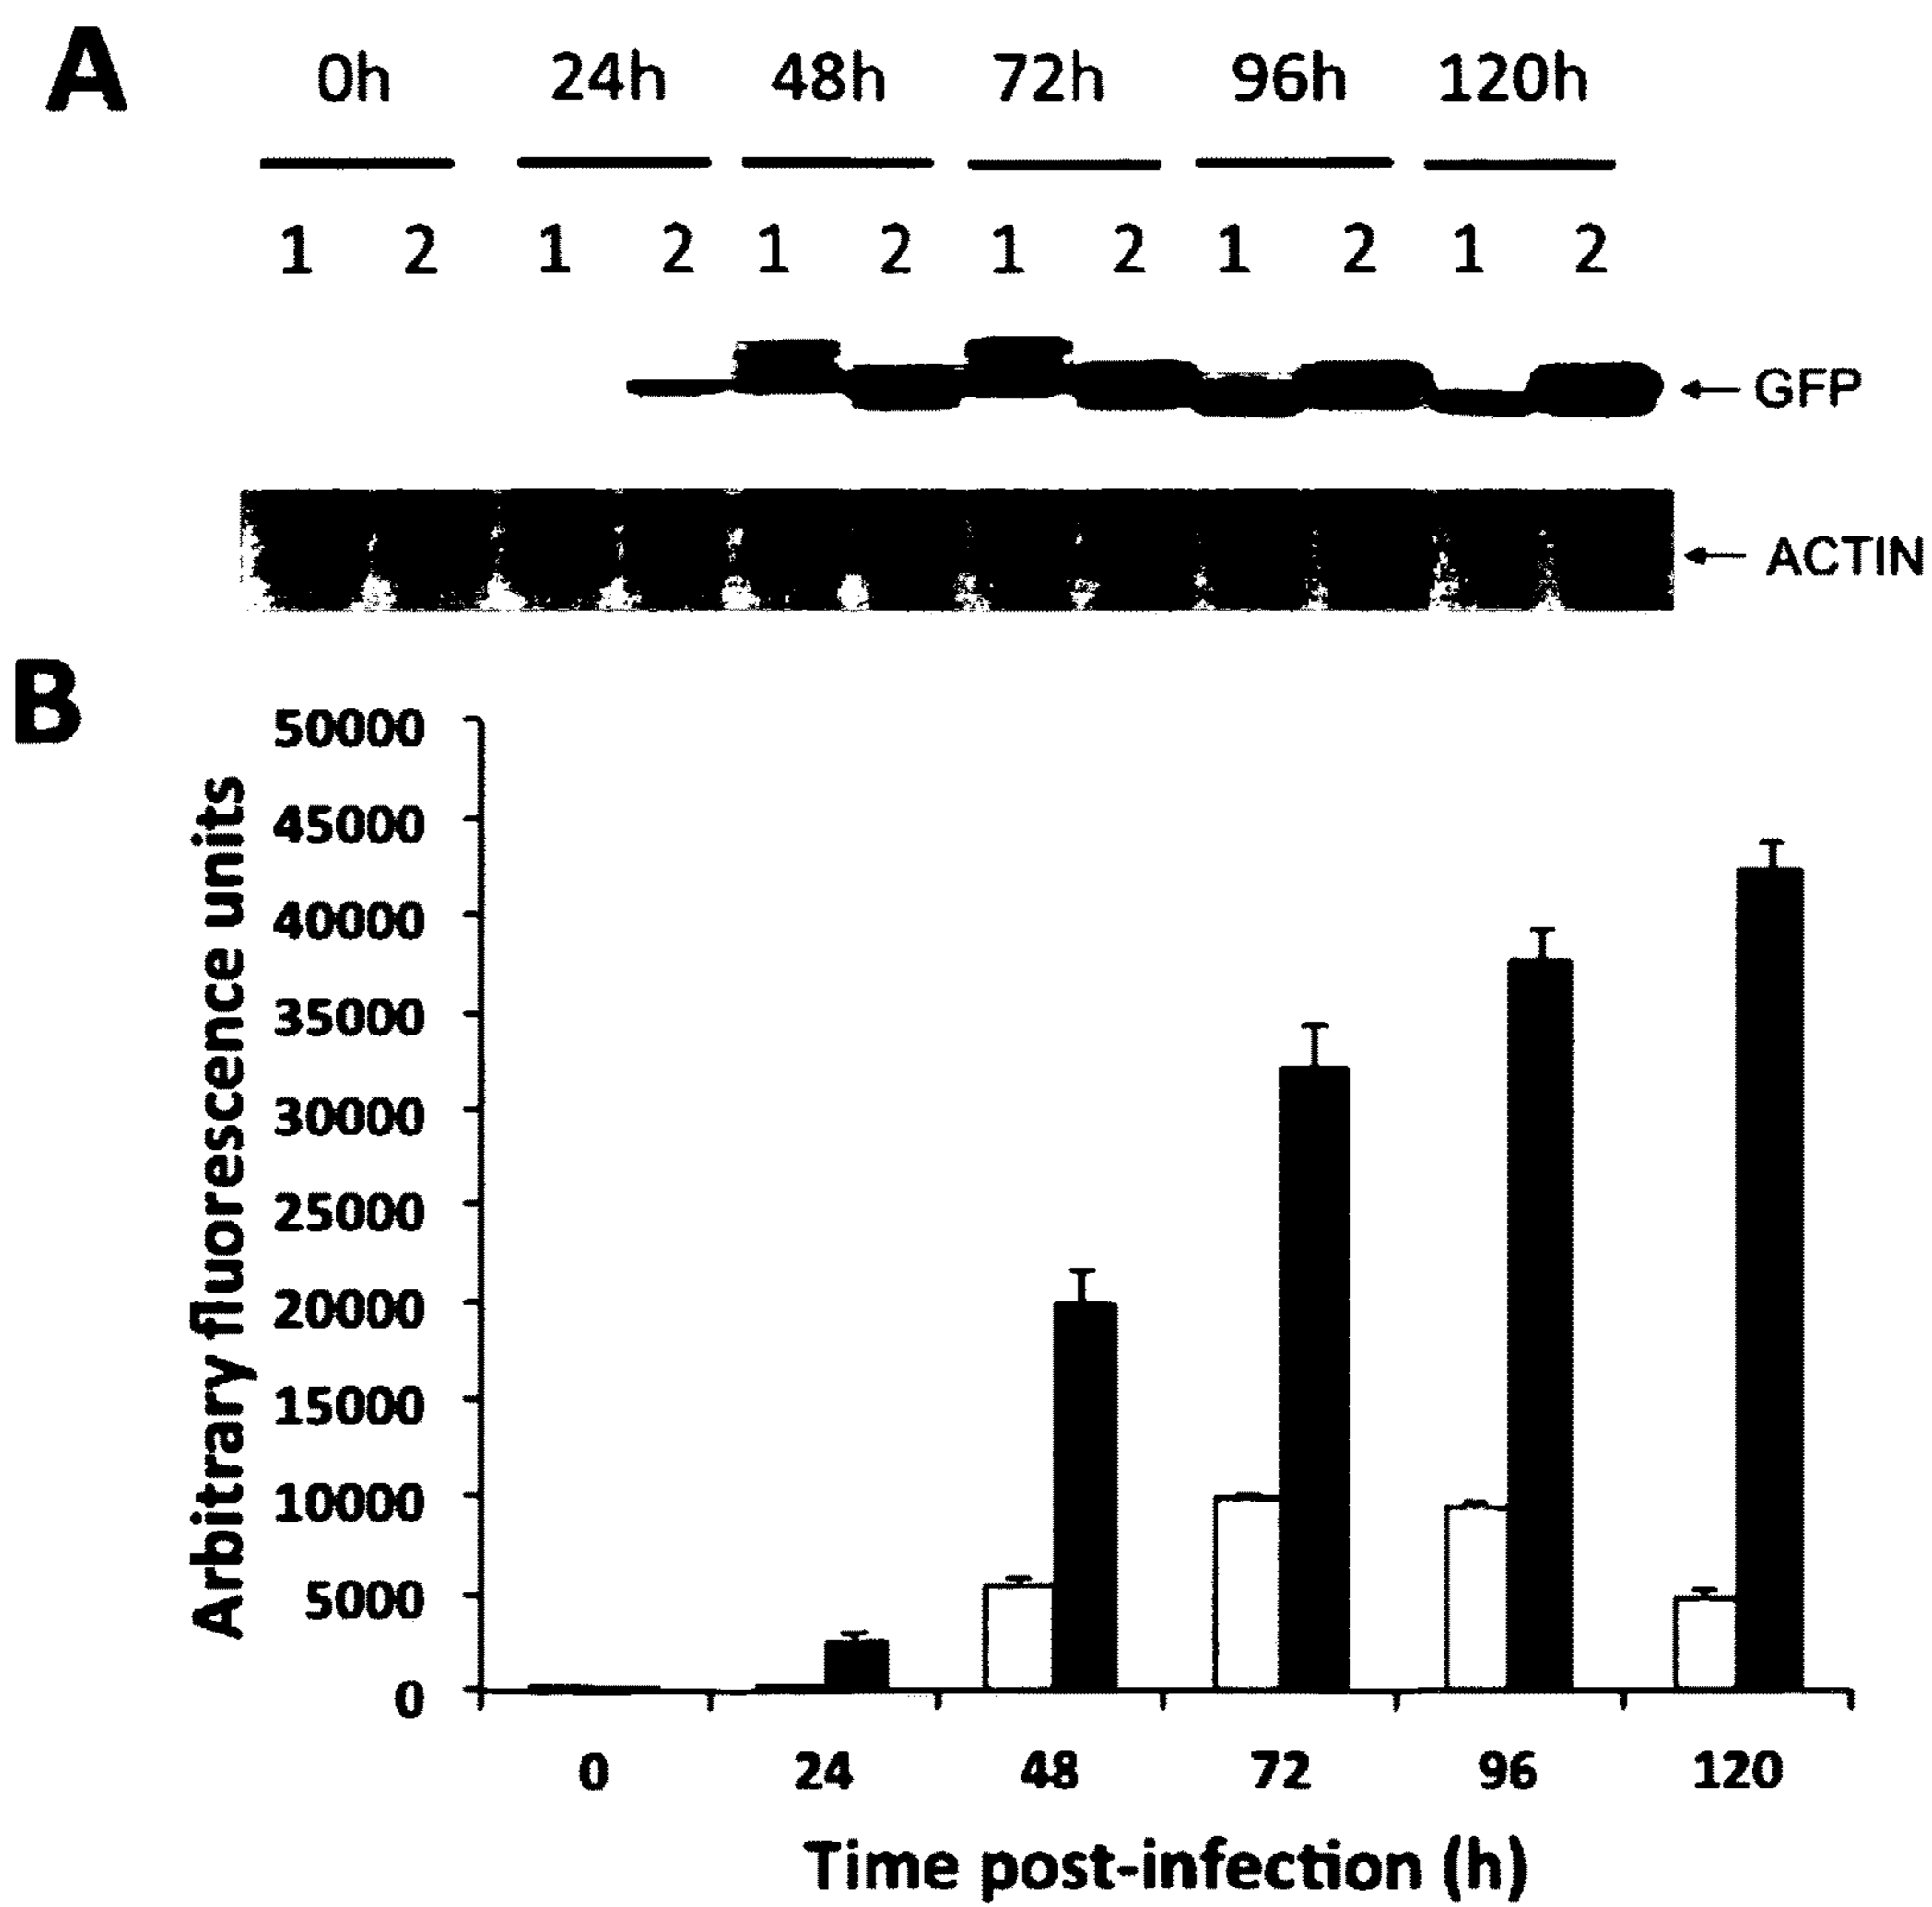 A
0h 24h 48h 72h 96h 120h
1 2 1 2 1 2 1 2 1 2 1 2
GFP
ACTIN
B
50000
45000
40000
35000
30000
25000
20000
15000
10000
5000
0
Arbitrary fluorescence units
0 24 48 72 96 120
Time post-infection (h)